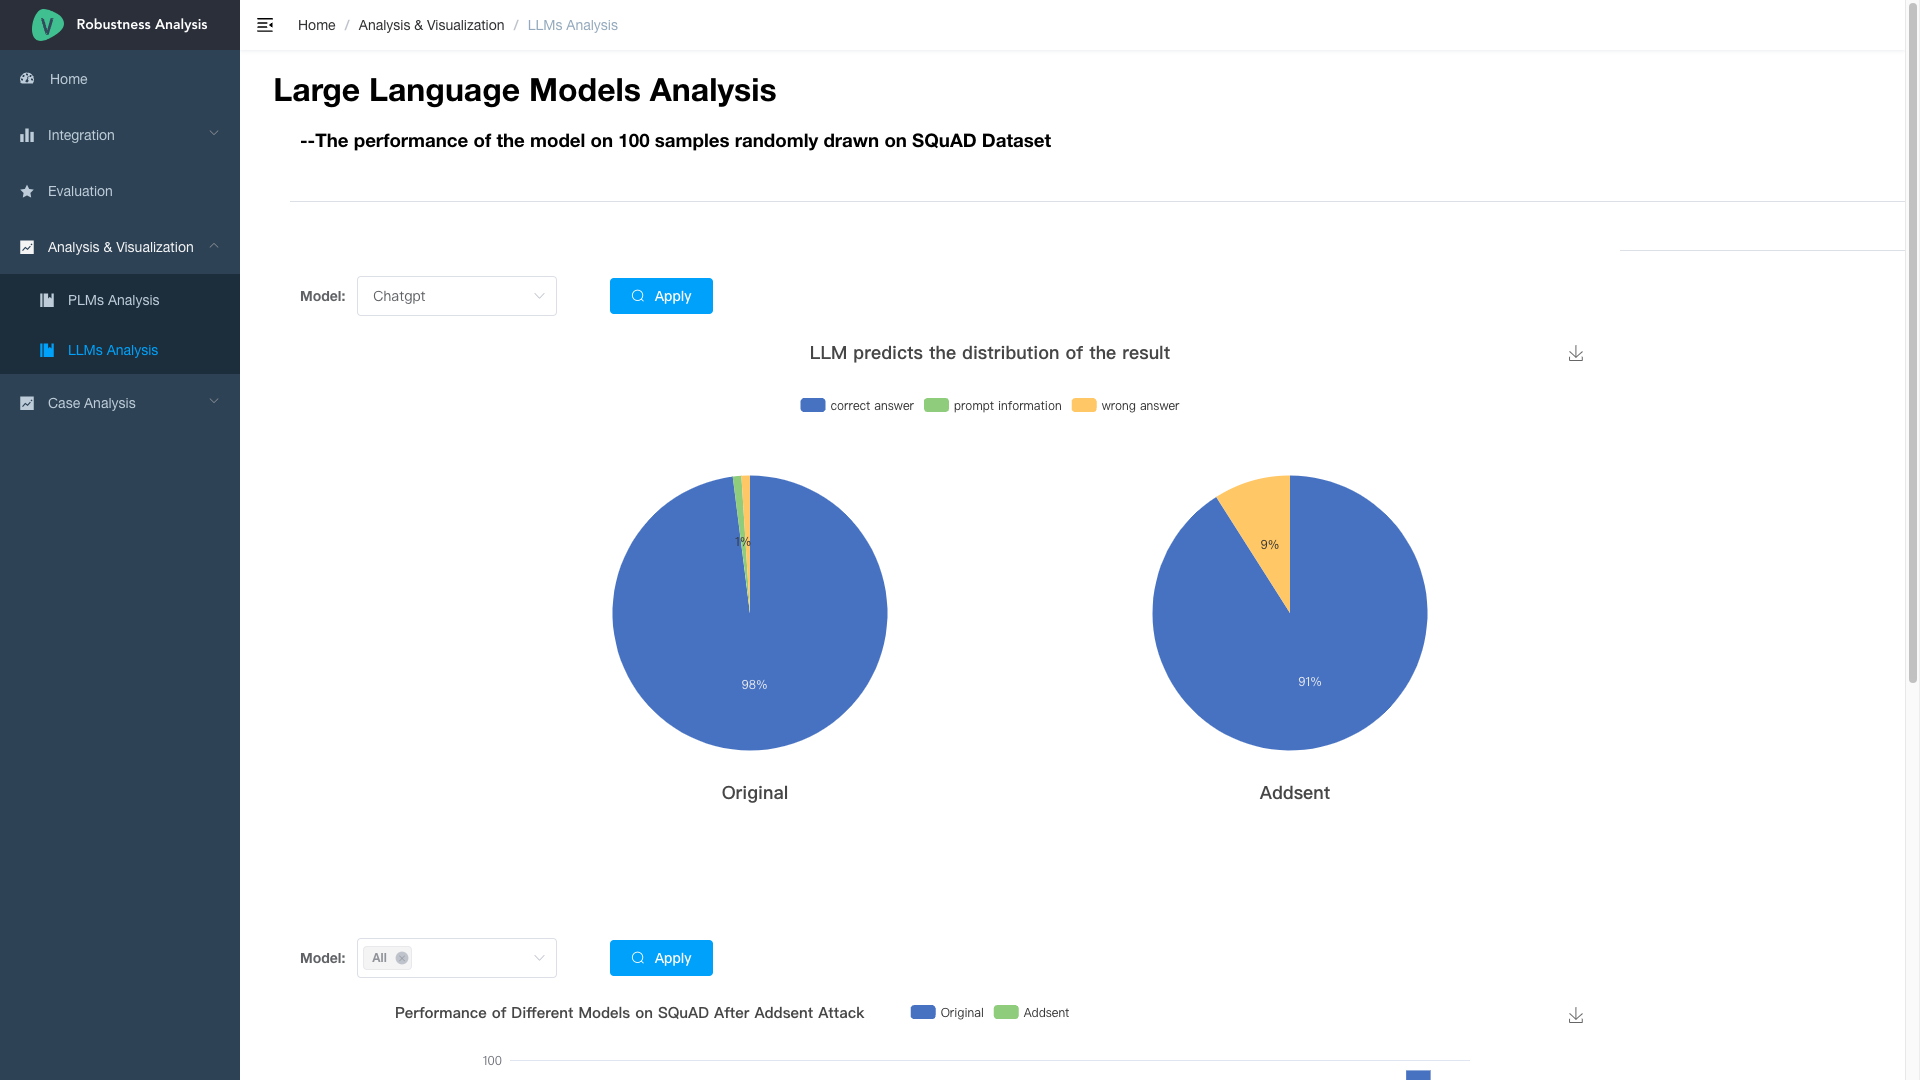 Robustness Analysis
Home / Analysis & Visualization / LLMs Analysis
Home
Integration
Evaluation
Analysis & Visualization
PLMs Analysis
LLMs Analysis
Case Analysis
Large Language Models Analysis
--The performance of the model on 100 samples randomly drawn on SQuAD Dataset
Model: Chatgpt Apply
LLM predicts the distribution of the result
correct answer prompt information wrong answer
1%
98%
9%
91%
Original
Addsent
Model: All Apply
Performance of Different Models on SQuAD After Addsent Attack
Original Addsent
100